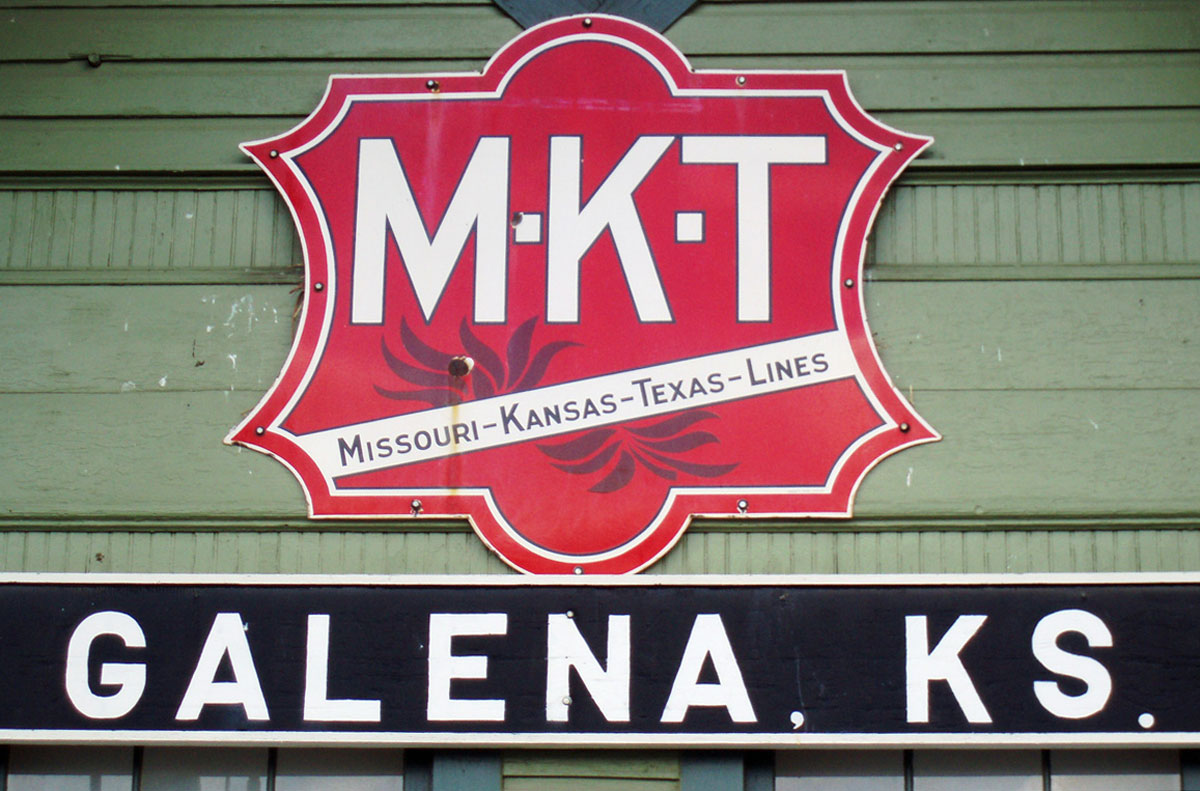 M·K·T
MISSOURI-KANSAS-TEXAS-LINES
GALENA, KS.